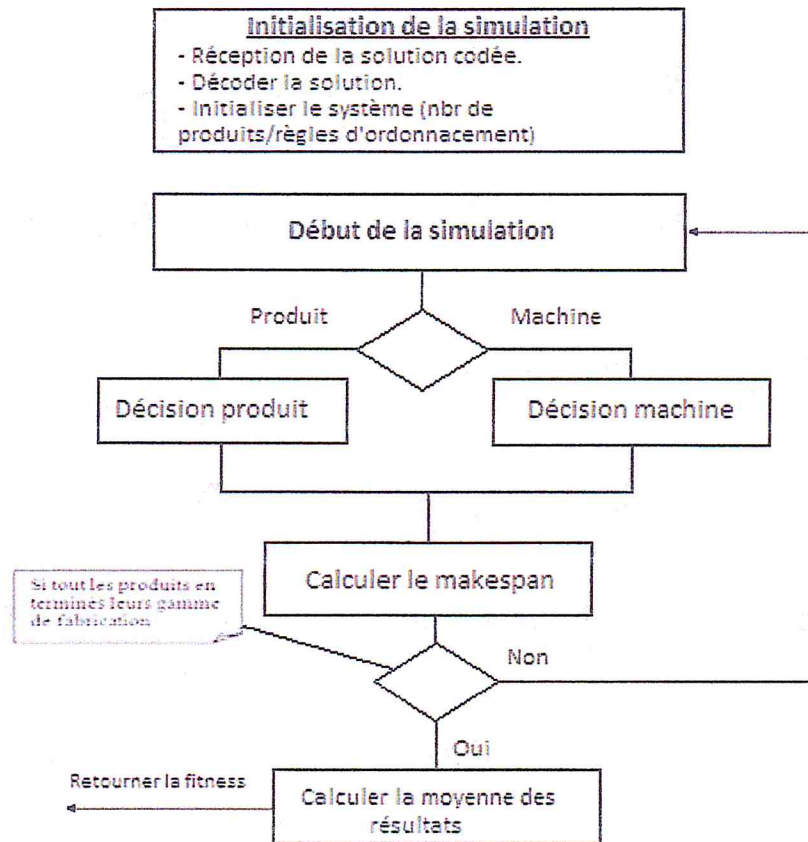 Initialisation de la simulation
- Réception de la solution codée.
- Décoder la solution.
- Initialiser le système (nbr de
produits/règles d'ordonnacement)
Début de la simulation
Produit
Machine
Décision produit
Décision machine
Calculer le makespan
Si tout les produits en
terminés leurs gamme
de fabrication
Non
Oui
Retourner la fitness
Calculer la moyenne des
résultats